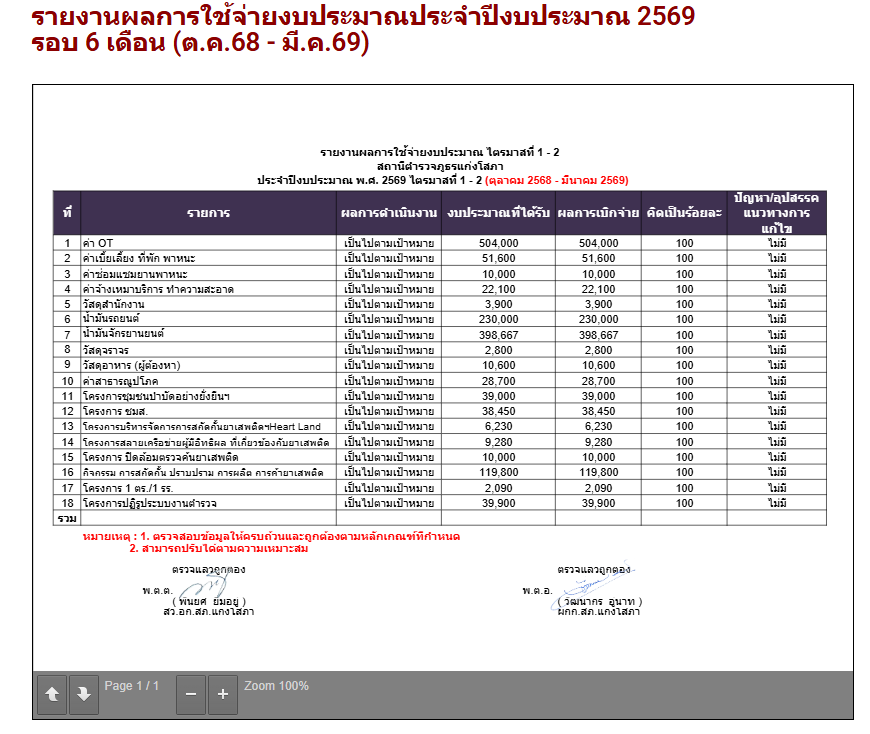 รายงานผลการใช้จ่ายงบประมาณประจำปีงบประมาณ 2569
รอบ 6 เดือน (ต.ค.68 - มี.ค.69)
รายงานผลการใช้จ่ายงบประมาณ ไตรมาสที่ 1 - 2
สถานีตำรวจภูธรแก่งโสภา
ประจำปีงบประมาณ พ.ศ. 2569 ไตรมาสที่ 1 - 2 (ตุลาคม 2568 - มีนาคม 2569)
ที่ รายการ ผลการดำเนินงาน งบประมาณที่ได้รับ ผลการเบิกจ่าย คิดเป็นร้อยละ ปัญหา/อุปสรรค แนวทางการ แก้ไข
1 ค่า OT เป็นไปตามเป้าหมาย 504,000 504,000 100 ไม่มี
2 ค่าเบี้ยเลี้ยง ที่พัก พาหนะ เป็นไปตามเป้าหมาย 51,600 51,600 100 ไม่มี
3 ค่าซ่อมแซมยานพาหนะ เป็นไปตามเป้าหมาย 10,000 10,000 100 ไม่มี
4 ค่าจ้างเหมาบริการ ทำความสะอาด เป็นไปตามเป้าหมาย 22,100 22,100 100 ไม่มี
5 วัสดุสำนักงาน เป็นไปตามเป้าหมาย 3,900 3,900 100 ไม่มี
6 น้ำมันรถยนต์ เป็นไปตามเป้าหมาย 230,000 230,000 100 ไม่มี
7 น้ำมันจักรยานยนต์ เป็นไปตามเป้าหมาย 398,667 398,667 100 ไม่มี
8 วัสดุจราจร เป็นไปตามเป้าหมาย 2,800 2,800 100 ไม่มี
9 วัสดุอาหาร (ผู้ต้องหา) เป็นไปตามเป้าหมาย 10,600 10,600 100 ไม่มี
10 ค่าสาธารณูปโภค เป็นไปตามเป้าหมาย 28,700 28,700 100 ไม่มี
11 โครงการชุมชนบำบัดอย่างยั่งยืนฯ เป็นไปตามเป้าหมาย 39,000 39,000 100 ไม่มี
12 โครงการ ชมส. เป็นไปตามเป้าหมาย 38,450 38,450 100 ไม่มี
13 โครงการบริหารจัดการการสกัดกั้นยาเสพติดฯHeart Land เป็นไปตามเป้าหมาย 6,230 6,230 100 ไม่มี
14 โครงการสลายเครือข่ายผู้มีอิทธิพล ที่เกี่ยวข้องกับยาเสพติด เป็นไปตามเป้าหมาย 9,280 9,280 100 ไม่มี
15 โครงการ ปิดล้อมตรวจค้นยาเสพติด เป็นไปตามเป้าหมาย 10,000 10,000 100 ไม่มี
16 กิจกรรม การสกัดกั้น ปราบปราม การผลิต การค้ายาเสพติด เป็นไปตามเป้าหมาย 119,800 119,800 100 ไม่มี
17 โครงการ 1 ตร./1 รร. เป็นไปตามเป้าหมาย 2,090 2,090 100 ไม่มี
18 โครงการปฏิรูประบบงานตำรวจ เป็นไปตามเป้าหมาย 39,900 39,900 100 ไม่มี
รวม
หมายเหตุ : 1. ตรวจสอบข้อมูลให้ครบถ้วนและถูกต้องตามหลักเกณฑ์ที่กำหนด
2. สามารถปรับได้ตามความเหมาะสม
ตรวจแล้วถูกต้อง ตรวจแล้วถูกต้อง
พ.ต.ต. พ.ต.อ.
( พินยศ ยิ้มอยู่ ) ( วัฒนากร อูนาท )
สว.อก.สภ.แก่งโสภา ผกก.สภ.แก่งโสภา
Page 1 / 1 Zoom 100%